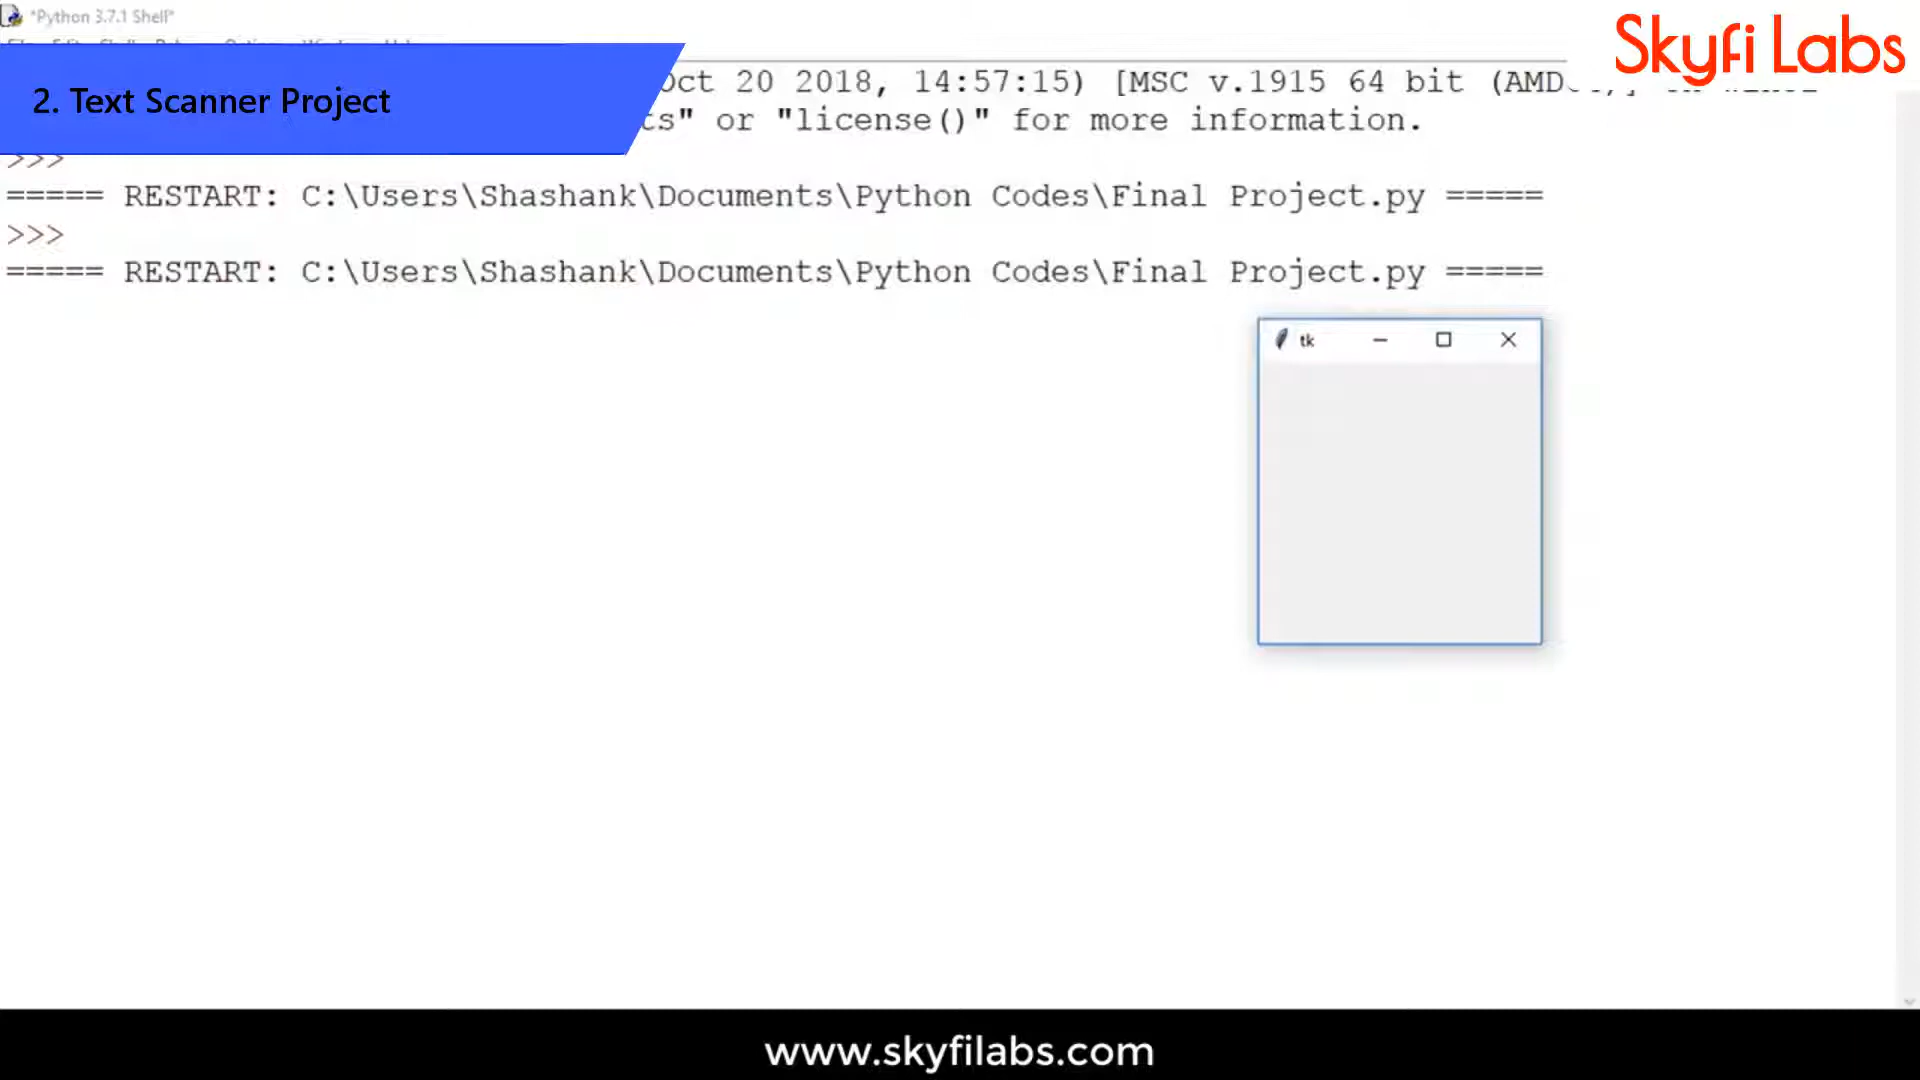 *Python 3.7.1 Shell*
Skyfi Labs
2. Text Scanner Project
Oct 20 2018, 14:57:15) [MSC v.1915 64 bit
" or "license()" for more information.
>>>
===== RESTART: C:\Users\Shashank\Documents\Python Codes\Final Project.py =====
>>>
===== RESTART: C:\Users\Shashank\Documents\Python Codes\Final Project.py =====
tk
www.skyfilabs.com